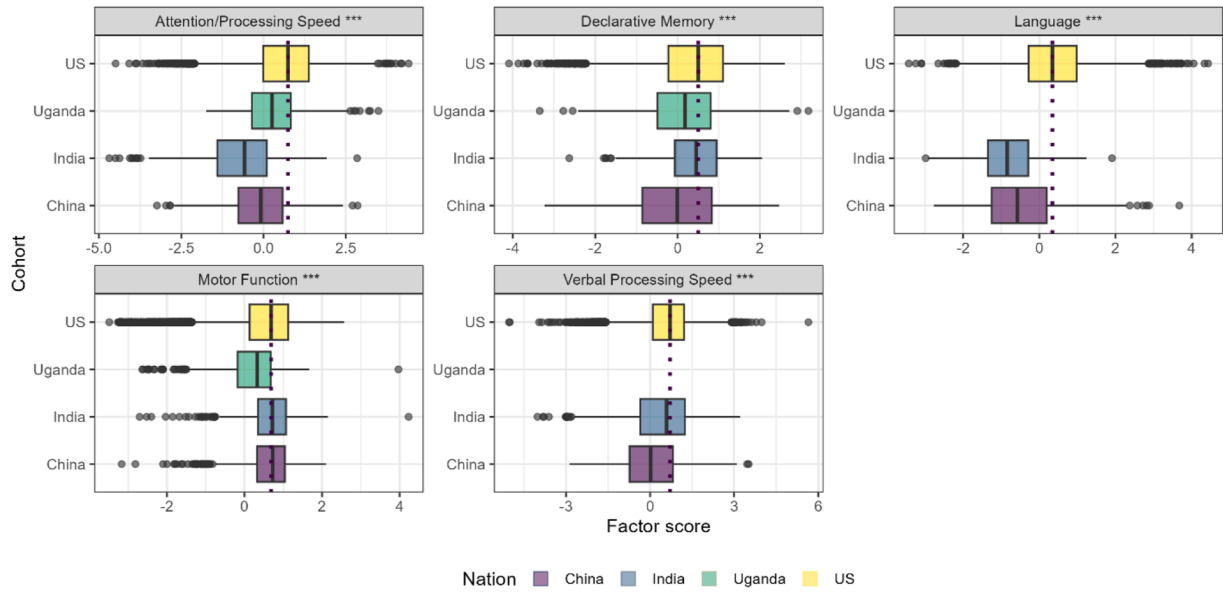 Attention/Processing Speed ***
Declarative Memory ***
Language ***
US
Uganda
India
China
-5.0 -2.5 0.0 2.5
US
Uganda
India
China
-4 -2 0 2
US
Uganda
India
China
-2 0 2 4
Cohort
Motor Function ***
Verbal Processing Speed ***
US
Uganda
India
China
-2 0 2 4
US
Uganda
India
China
-3 0 3 6
Factor score
Nation China India Uganda US